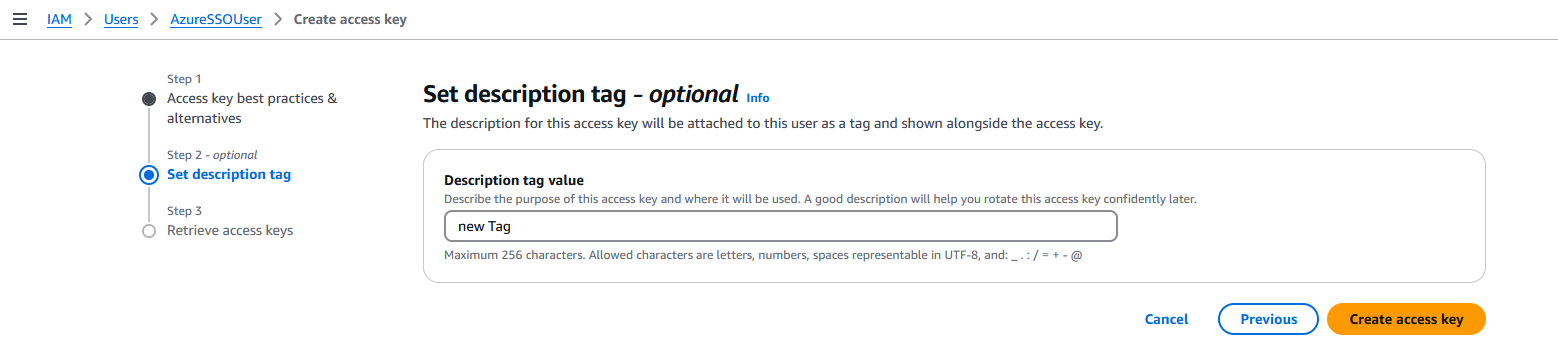 IAM > Users > AzureSSOUser > Create access key
Step 1
Access key best practices &
alternatives
Step 2 - optional
Set description tag
Step 3
Retrieve access keys
Set description tag - optional Info
The description for this access key will be attached to this user as a tag and shown alongside the access key.
Description tag value
Describe the purpose of this access key and where it will be used. A good description will help you rotate this access key confidently later.
new Tag
Maximum 256 characters. Allowed characters are letters, numbers, spaces representable in UTF-8, and: _ . : / = + - @
Cancel Previous Create access key